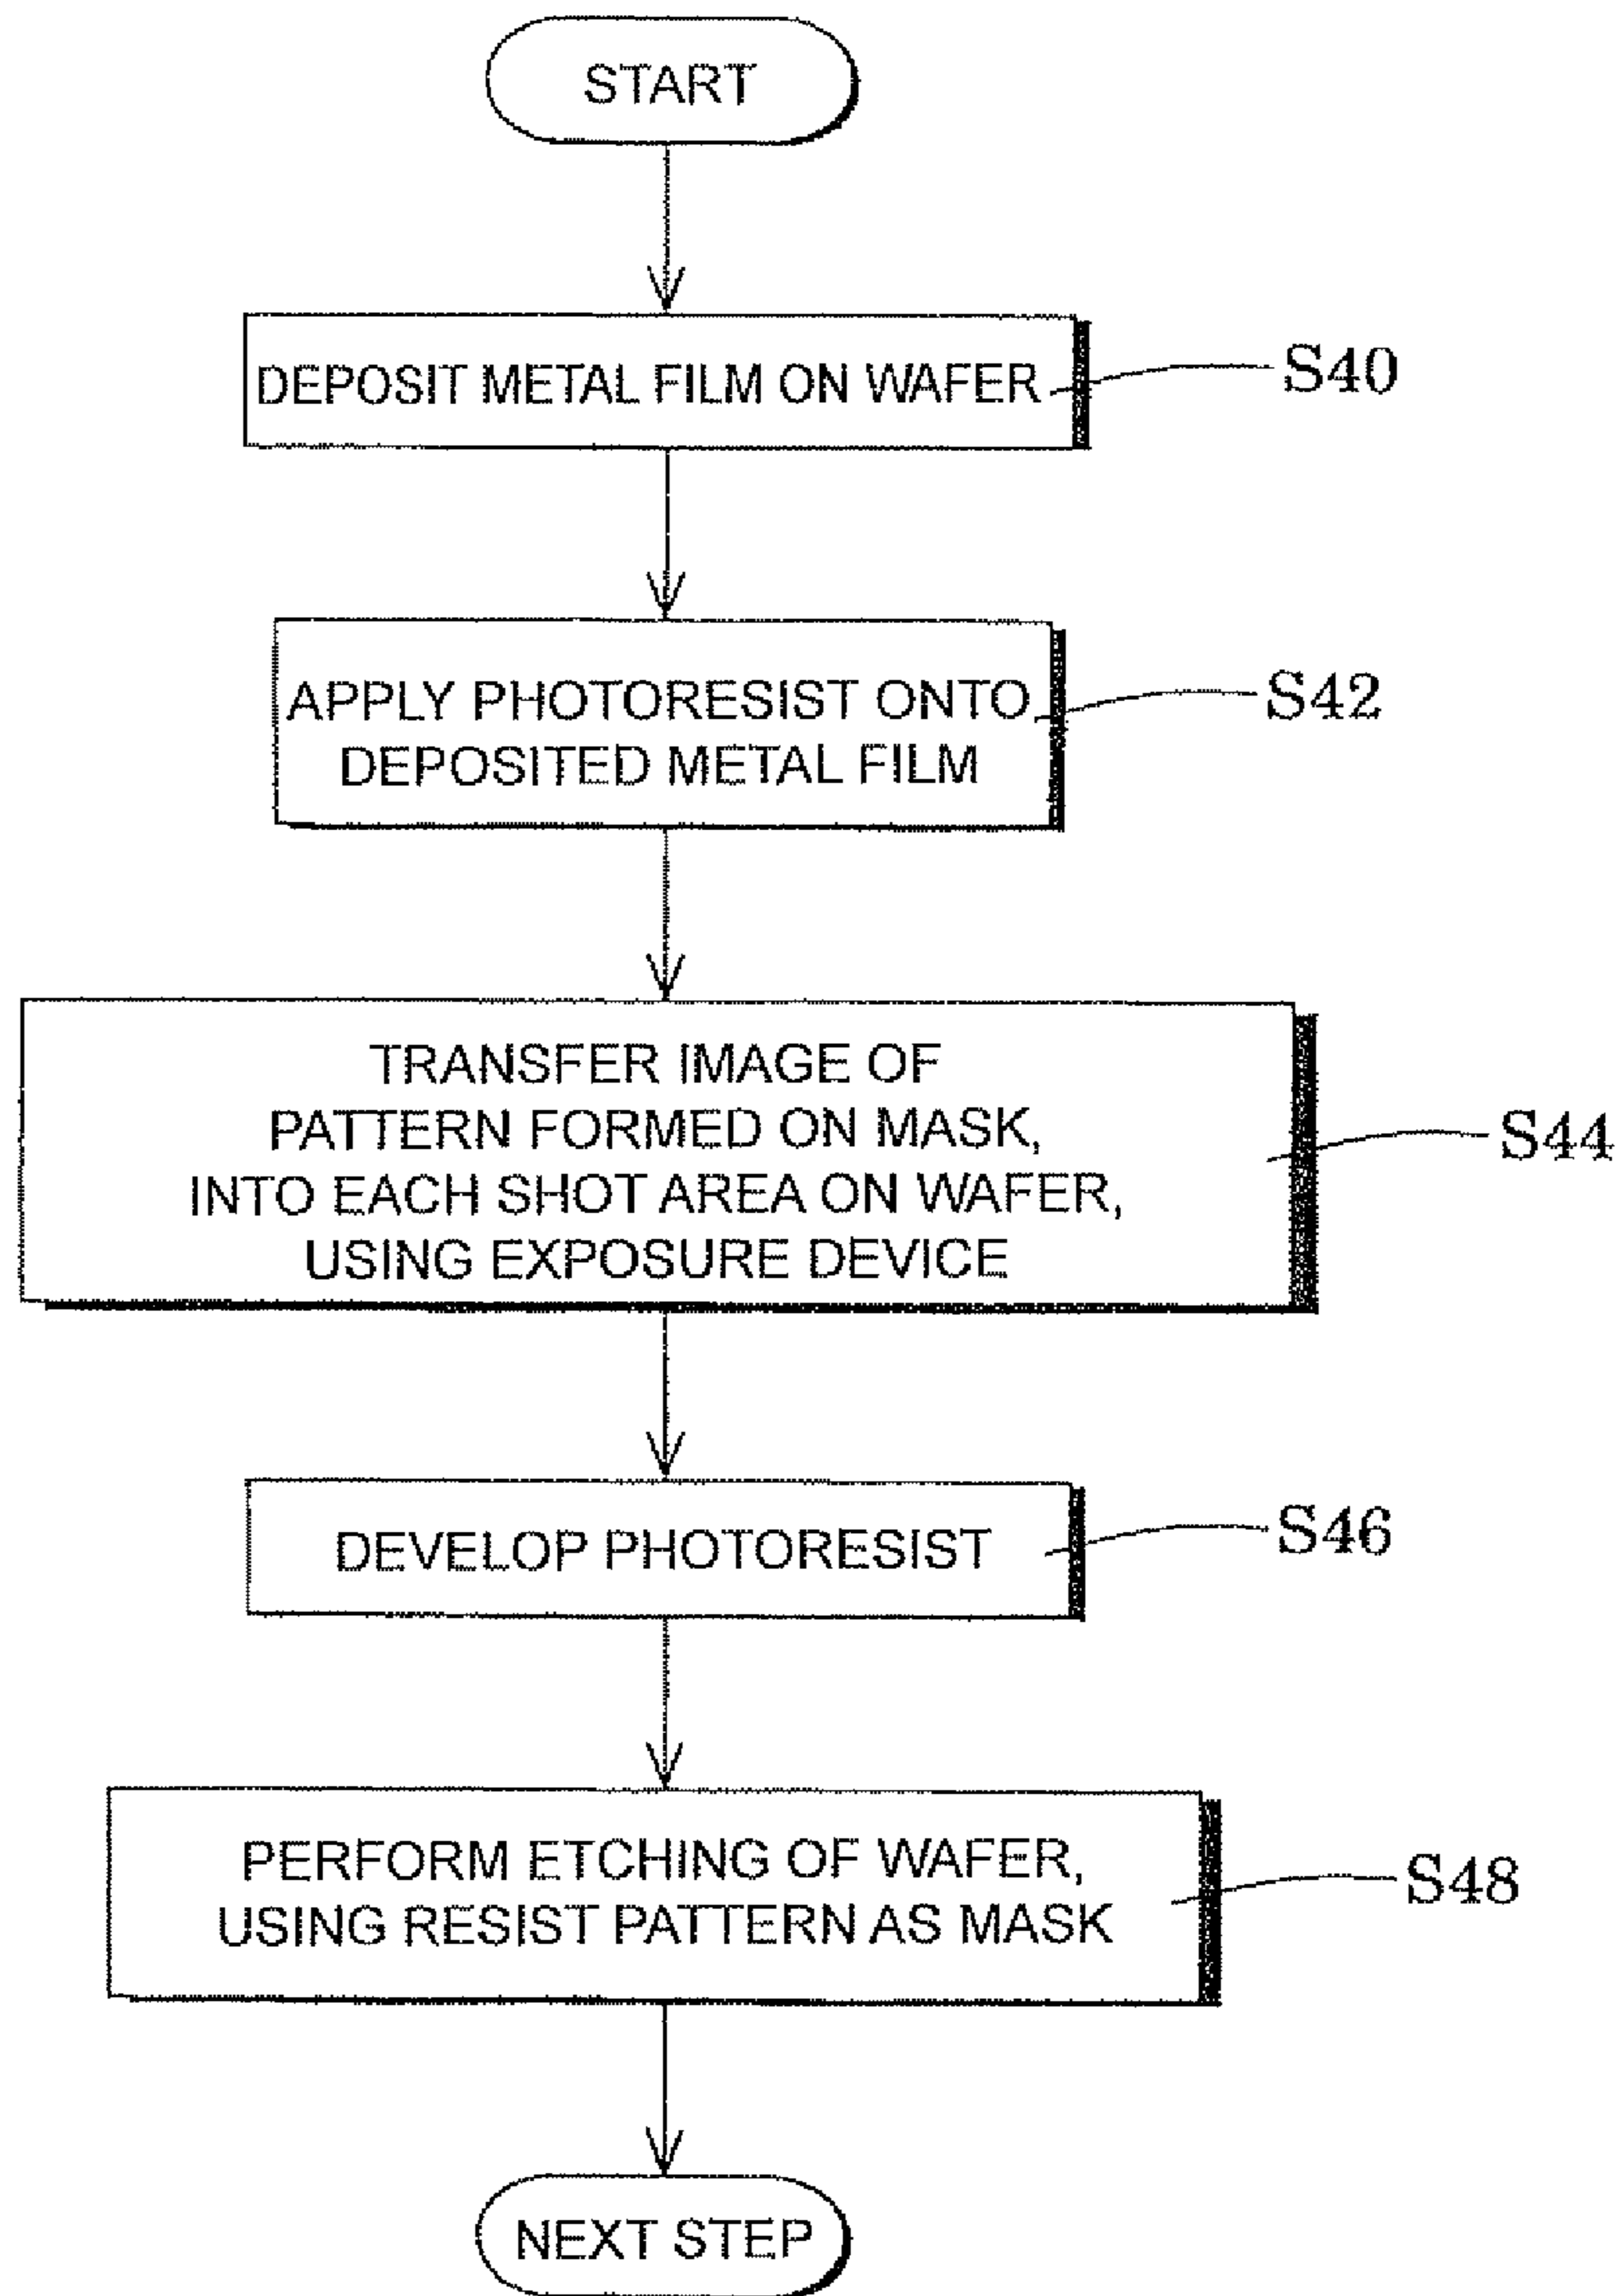 START
DEPOSIT METAL FILM ON WAFER
S40
APPLY PHOTORESIST ONTO
DEPOSITED METAL FILM
S42
TRANSFER IMAGE OF
PATTERN FORMED ON MASK,
INTO EACH SHOT AREA ON WAFER,
USING EXPOSURE DEVICE
S44
DEVELOP PHOTORESIST
S46
PERFORM ETCHING OF WAFER,
USING RESIST PATTERN AS MASK
S48
NEXT STEP